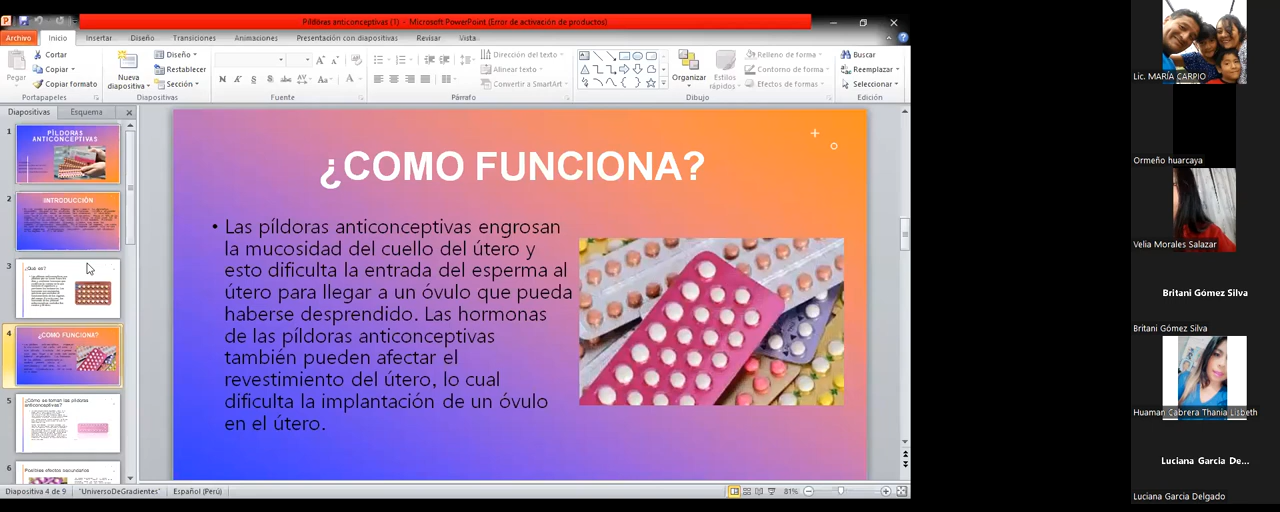 Píldoras anticonceptivas (1) - Microsoft PowerPoint (Error de activación de productos)
Archivo Inicio Insertar Diseño Transiciones Animaciones Presentación con diapositivas Revisar Vista
Pegar
Cortar
Copiar
Copiar formato
Portapapeles
Nueva diapositiva
Diseño
Restablecer
Sección
Diapositivas
Fuente
Dirección del texto
Alinear texto
Convertir a SmartArt
Párrafo
Organizar
Estilos rápidos
Relleno de forma
Contorno de forma
Efectos de formas
Dibujo
Buscar
Reemplazar
Seleccionar
Edición
Diapositivas Esquema
1
PÍLDORAS
ANTICONCEPTIVAS
2
INTRODUCCIÓN
3
¿Qué es?
4
¿COMO FUNCIONA?
5
¿Cómo se toman las píldoras
anticonceptivas?
6
Posibles efectos secundarios
¿COMO FUNCIONA?
• Las píldoras anticonceptivas engrosan
la mucosidad del cuello del útero y
esto dificulta la entrada del esperma al
útero para llegar a un óvulo que pueda
haberse desprendido. Las hormonas
de las píldoras anticonceptivas
también pueden afectar el
revestimiento del útero, lo cual
dificulta la implantación de un óvulo
en el útero.
Diapositiva 4 de 9 "UniversoDeGradientes" Español (Perú) 81%
Lic. MARÍA CARPIO
Ormeño huarcaya
Velia Morales Salazar
Britani Gómez Silva
Britani Gómez Silva
Huaman Cabrera Thania Lisbeth
Luciana Garcia De...
Luciana Garcia Delgado